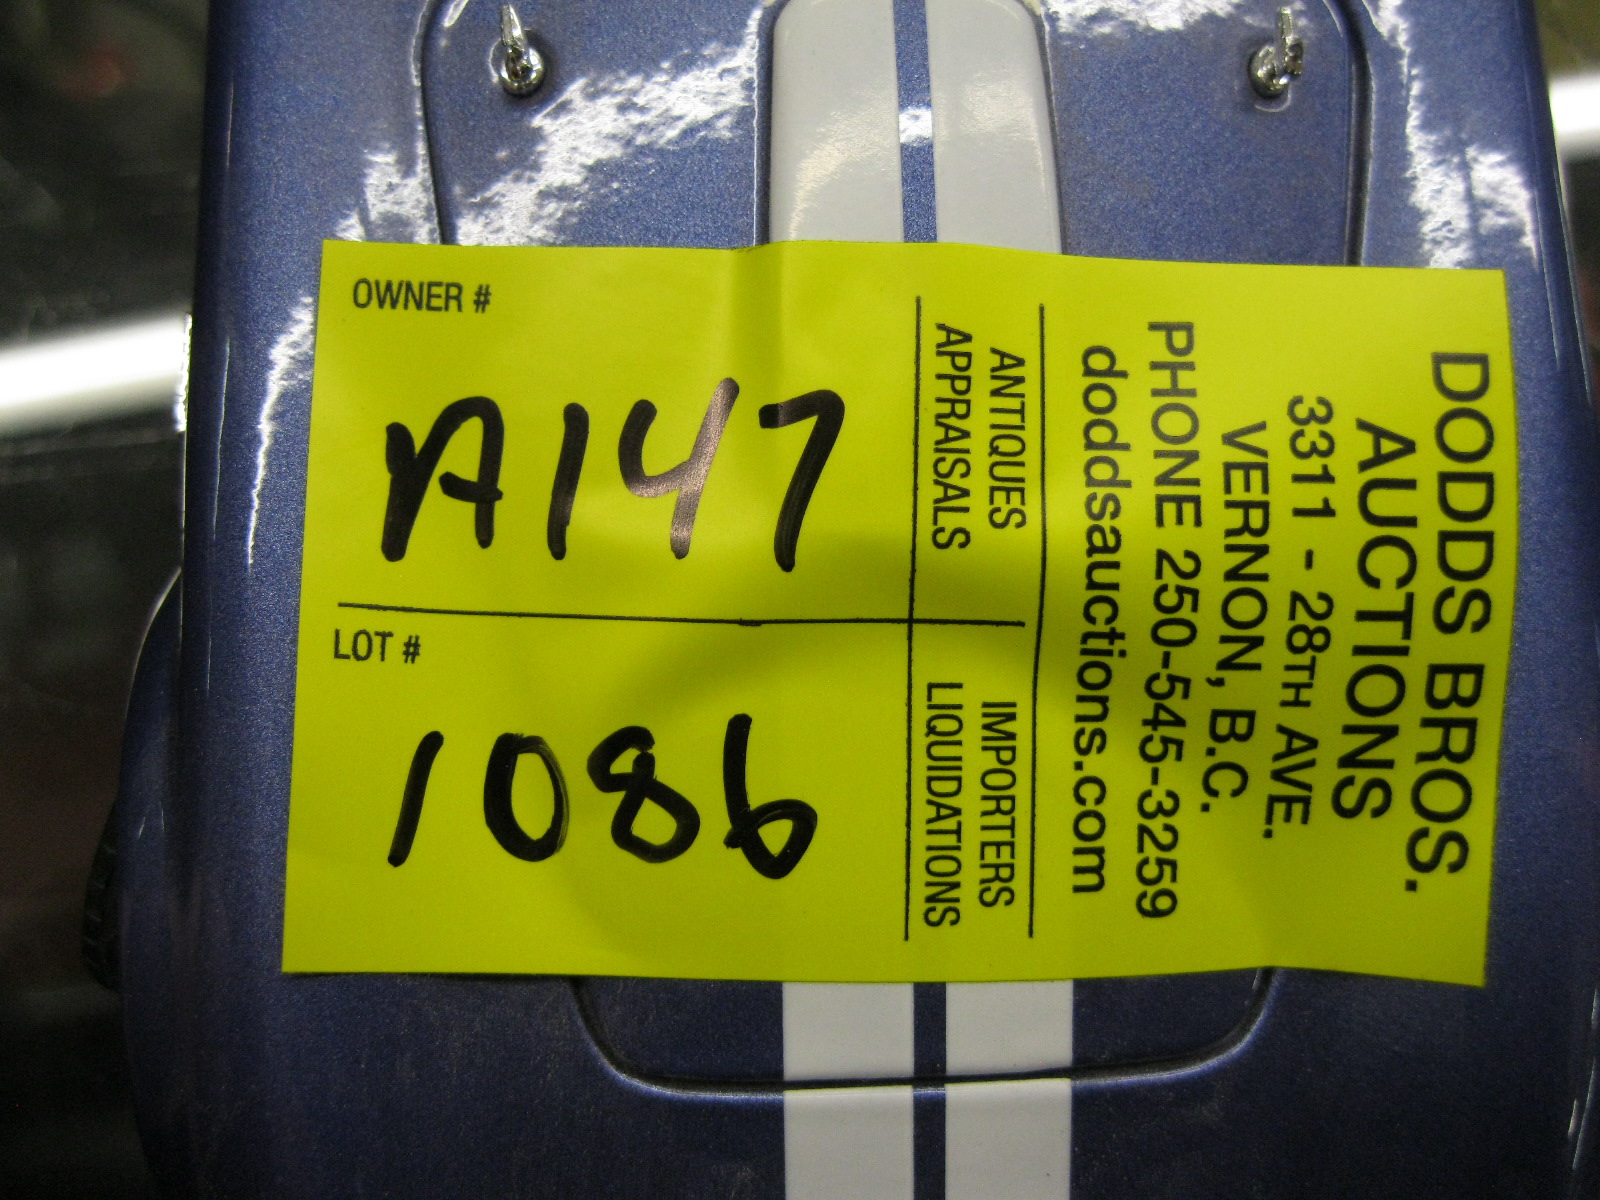 OWNER #
A147
LOT #
1086
DODDS BROS.
AUCTIONS
3311 - 28TH AVE.
VERNON, B.C.
PHONE 250-545-3259
doddsauctions.com
ANTIQUES
APPRAISALS
IMPORTERS
LIQUIDATIONS